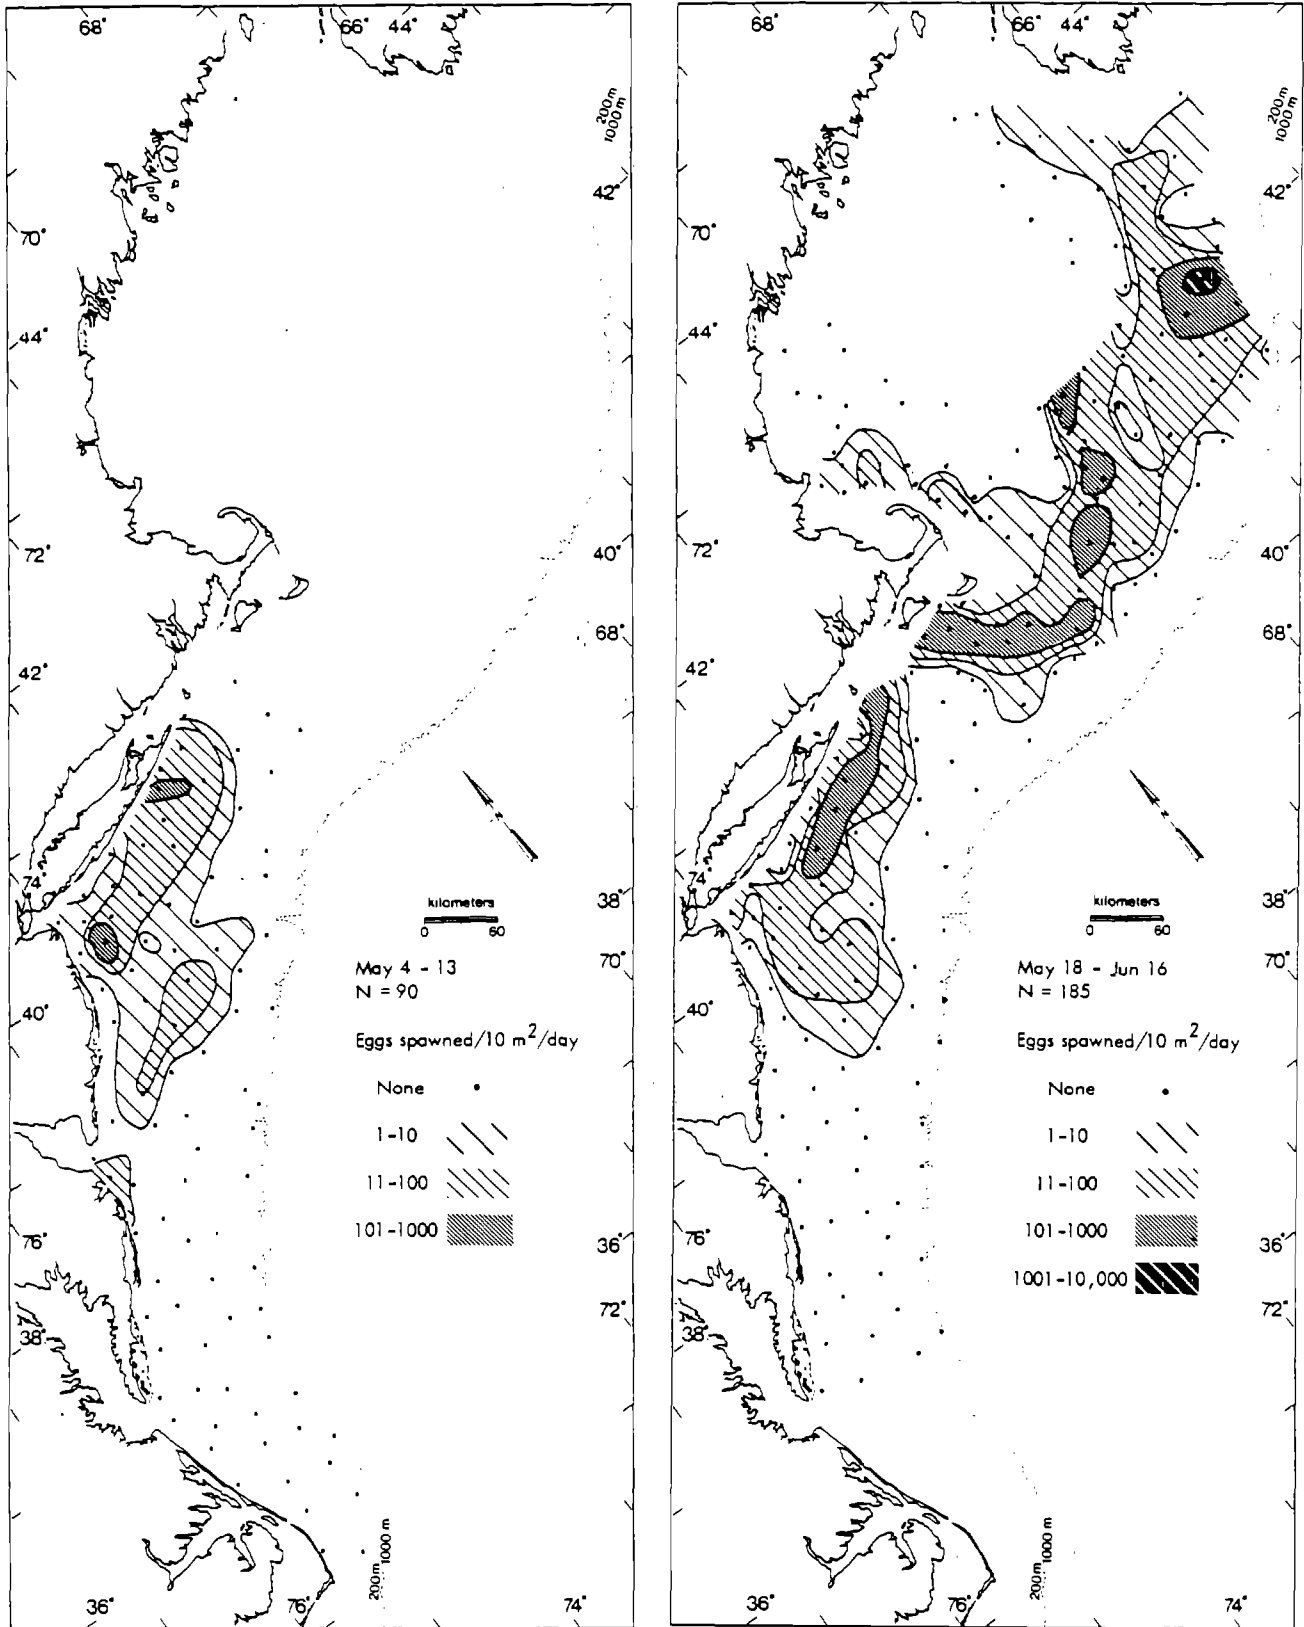 68° 66° 44°
200m
1000m
42°
70°
44°
72°
40°
68°
42°
74°
38°
kilometers
0 60
70°
May 4 - 13
N = 90
40°
Eggs spawned/10 m²/day
None
1-10
11-100
101-1000
76°
36°
72°
38°
200m
1000 m
36° 76° 74°
68° 66° 44°
200m
1000m
42°
70°
44°
72°
40°
68°
42°
74°
38°
kilometers
0 60
70°
May 18 - Jun 16
N = 185
40°
Eggs spawned/10 m²/day
None
1-10
11-100
101-1000
1001-10,000
76°
36°
72°
38°
200m
1000 m
36° 76° 74°